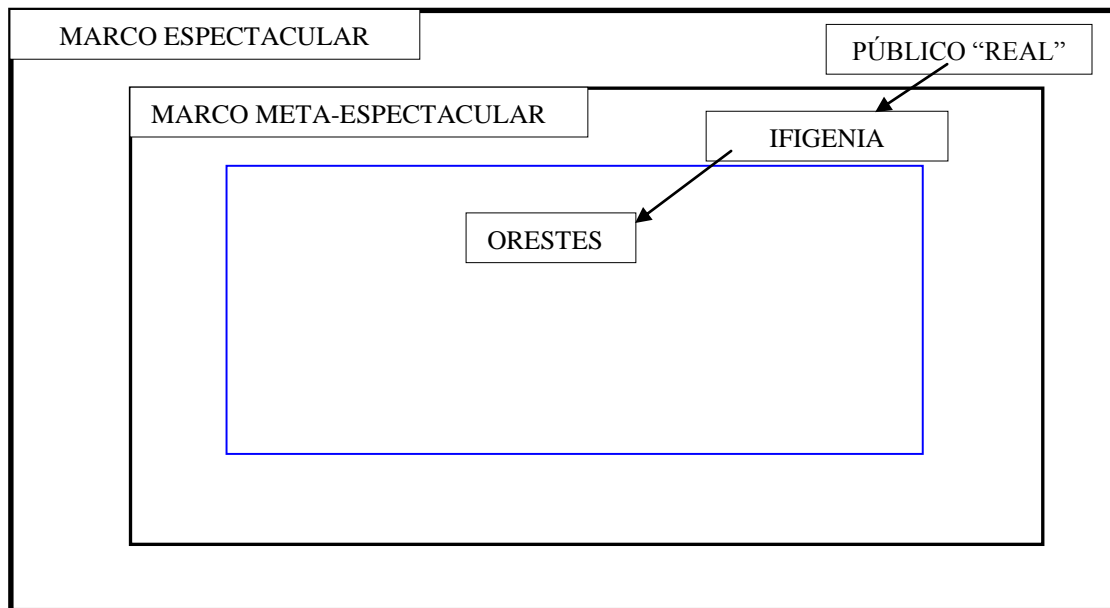 MARCO ESPECTACULAR
PÚBLICO “REAL”
MARCO META-ESPECTACULAR
IFIGENIA
ORESTES